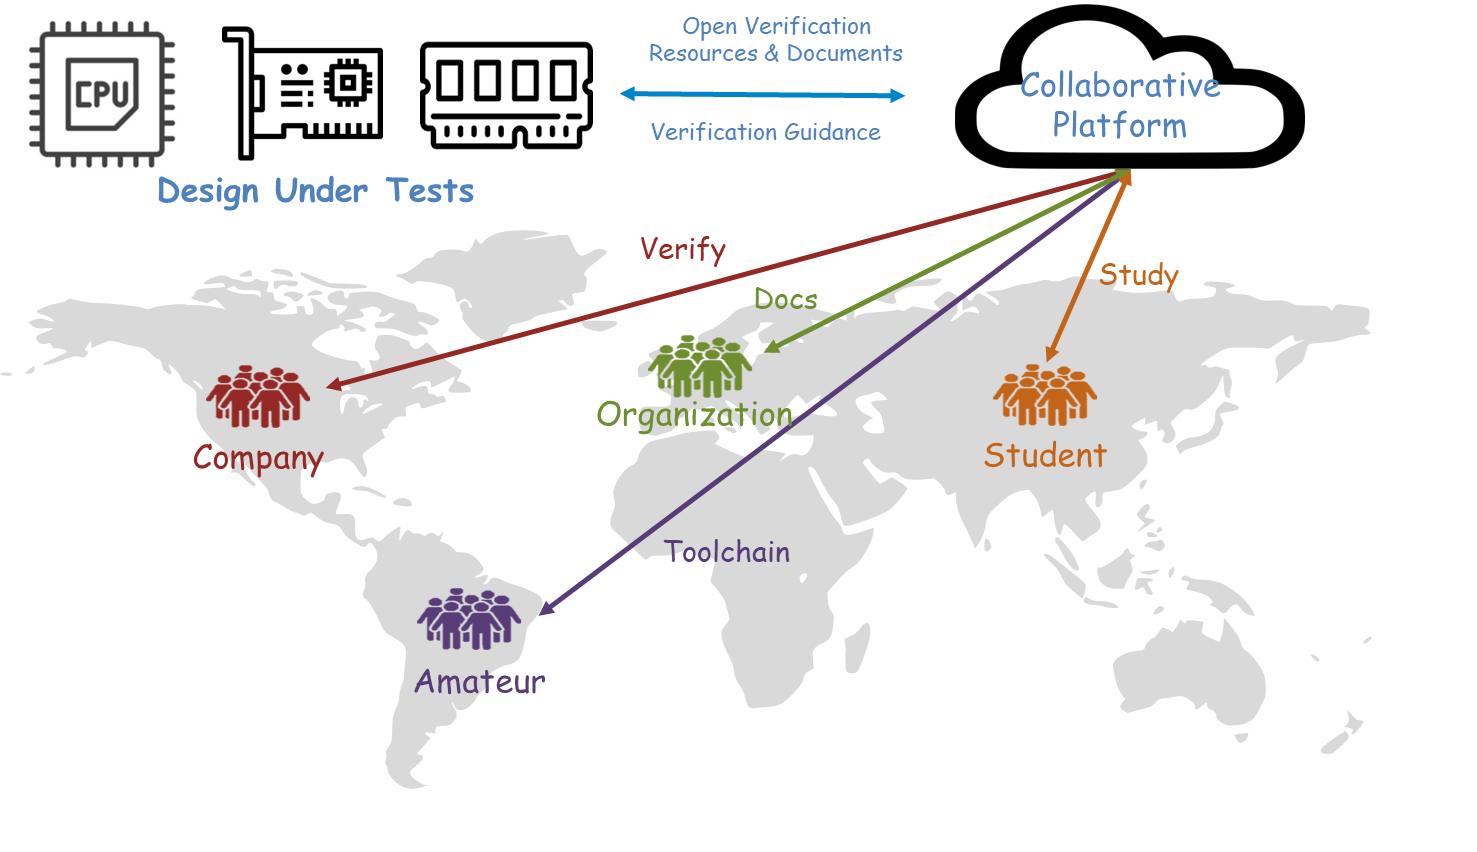 CPU
Open Verification
Resources & Documents
Verification Guidance
Collaborative
Platform
Design Under Tests
Verify
Docs
Study
Organization
Company
Student
Toolchain
Amateur